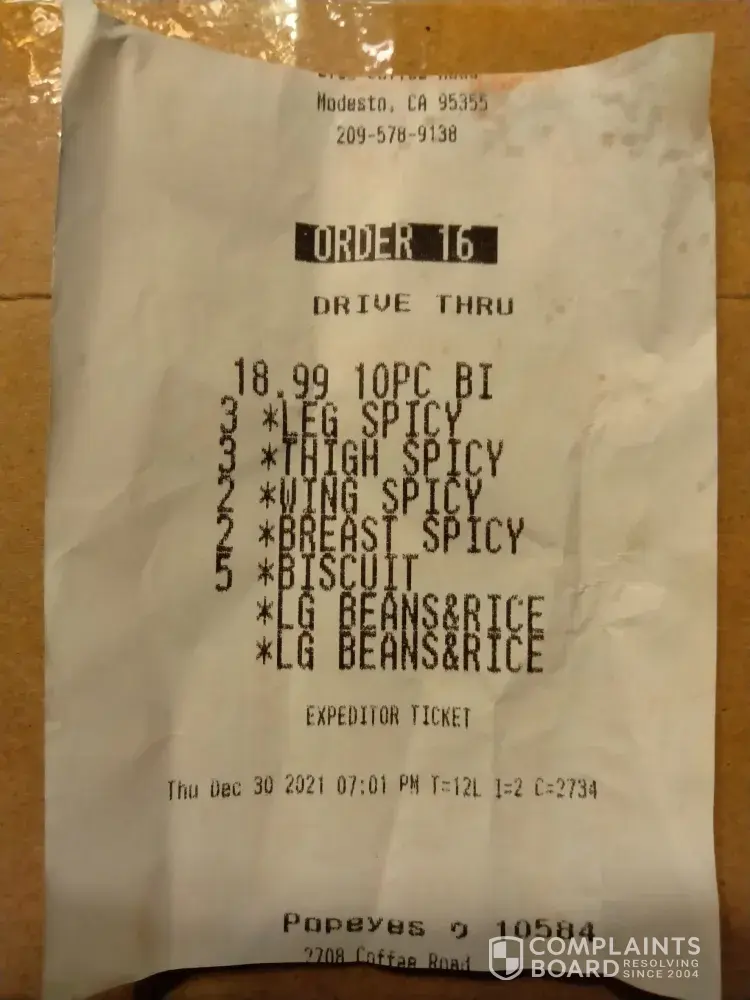 Coffee Road
Modesto, CA 95355
209-578-9138
ORDER 16
DRIVE THRU
18.99 10PC BI
3 *LEG SPICY
3 *THIGH SPICY
2 *WING SPICY
2 *BREAST SPICY
5 *BISCUIT
*LG BEANS&RICE
*LG BEANS&RICE
EXPEDITOR TICKET
Thu Dec 30 2021 07:01 PM T=12L I=2 C=2734
Popeyes 10584
2708 Coffee Road
COMPLAINTS
BOARD RESOLVING SINCE 2004